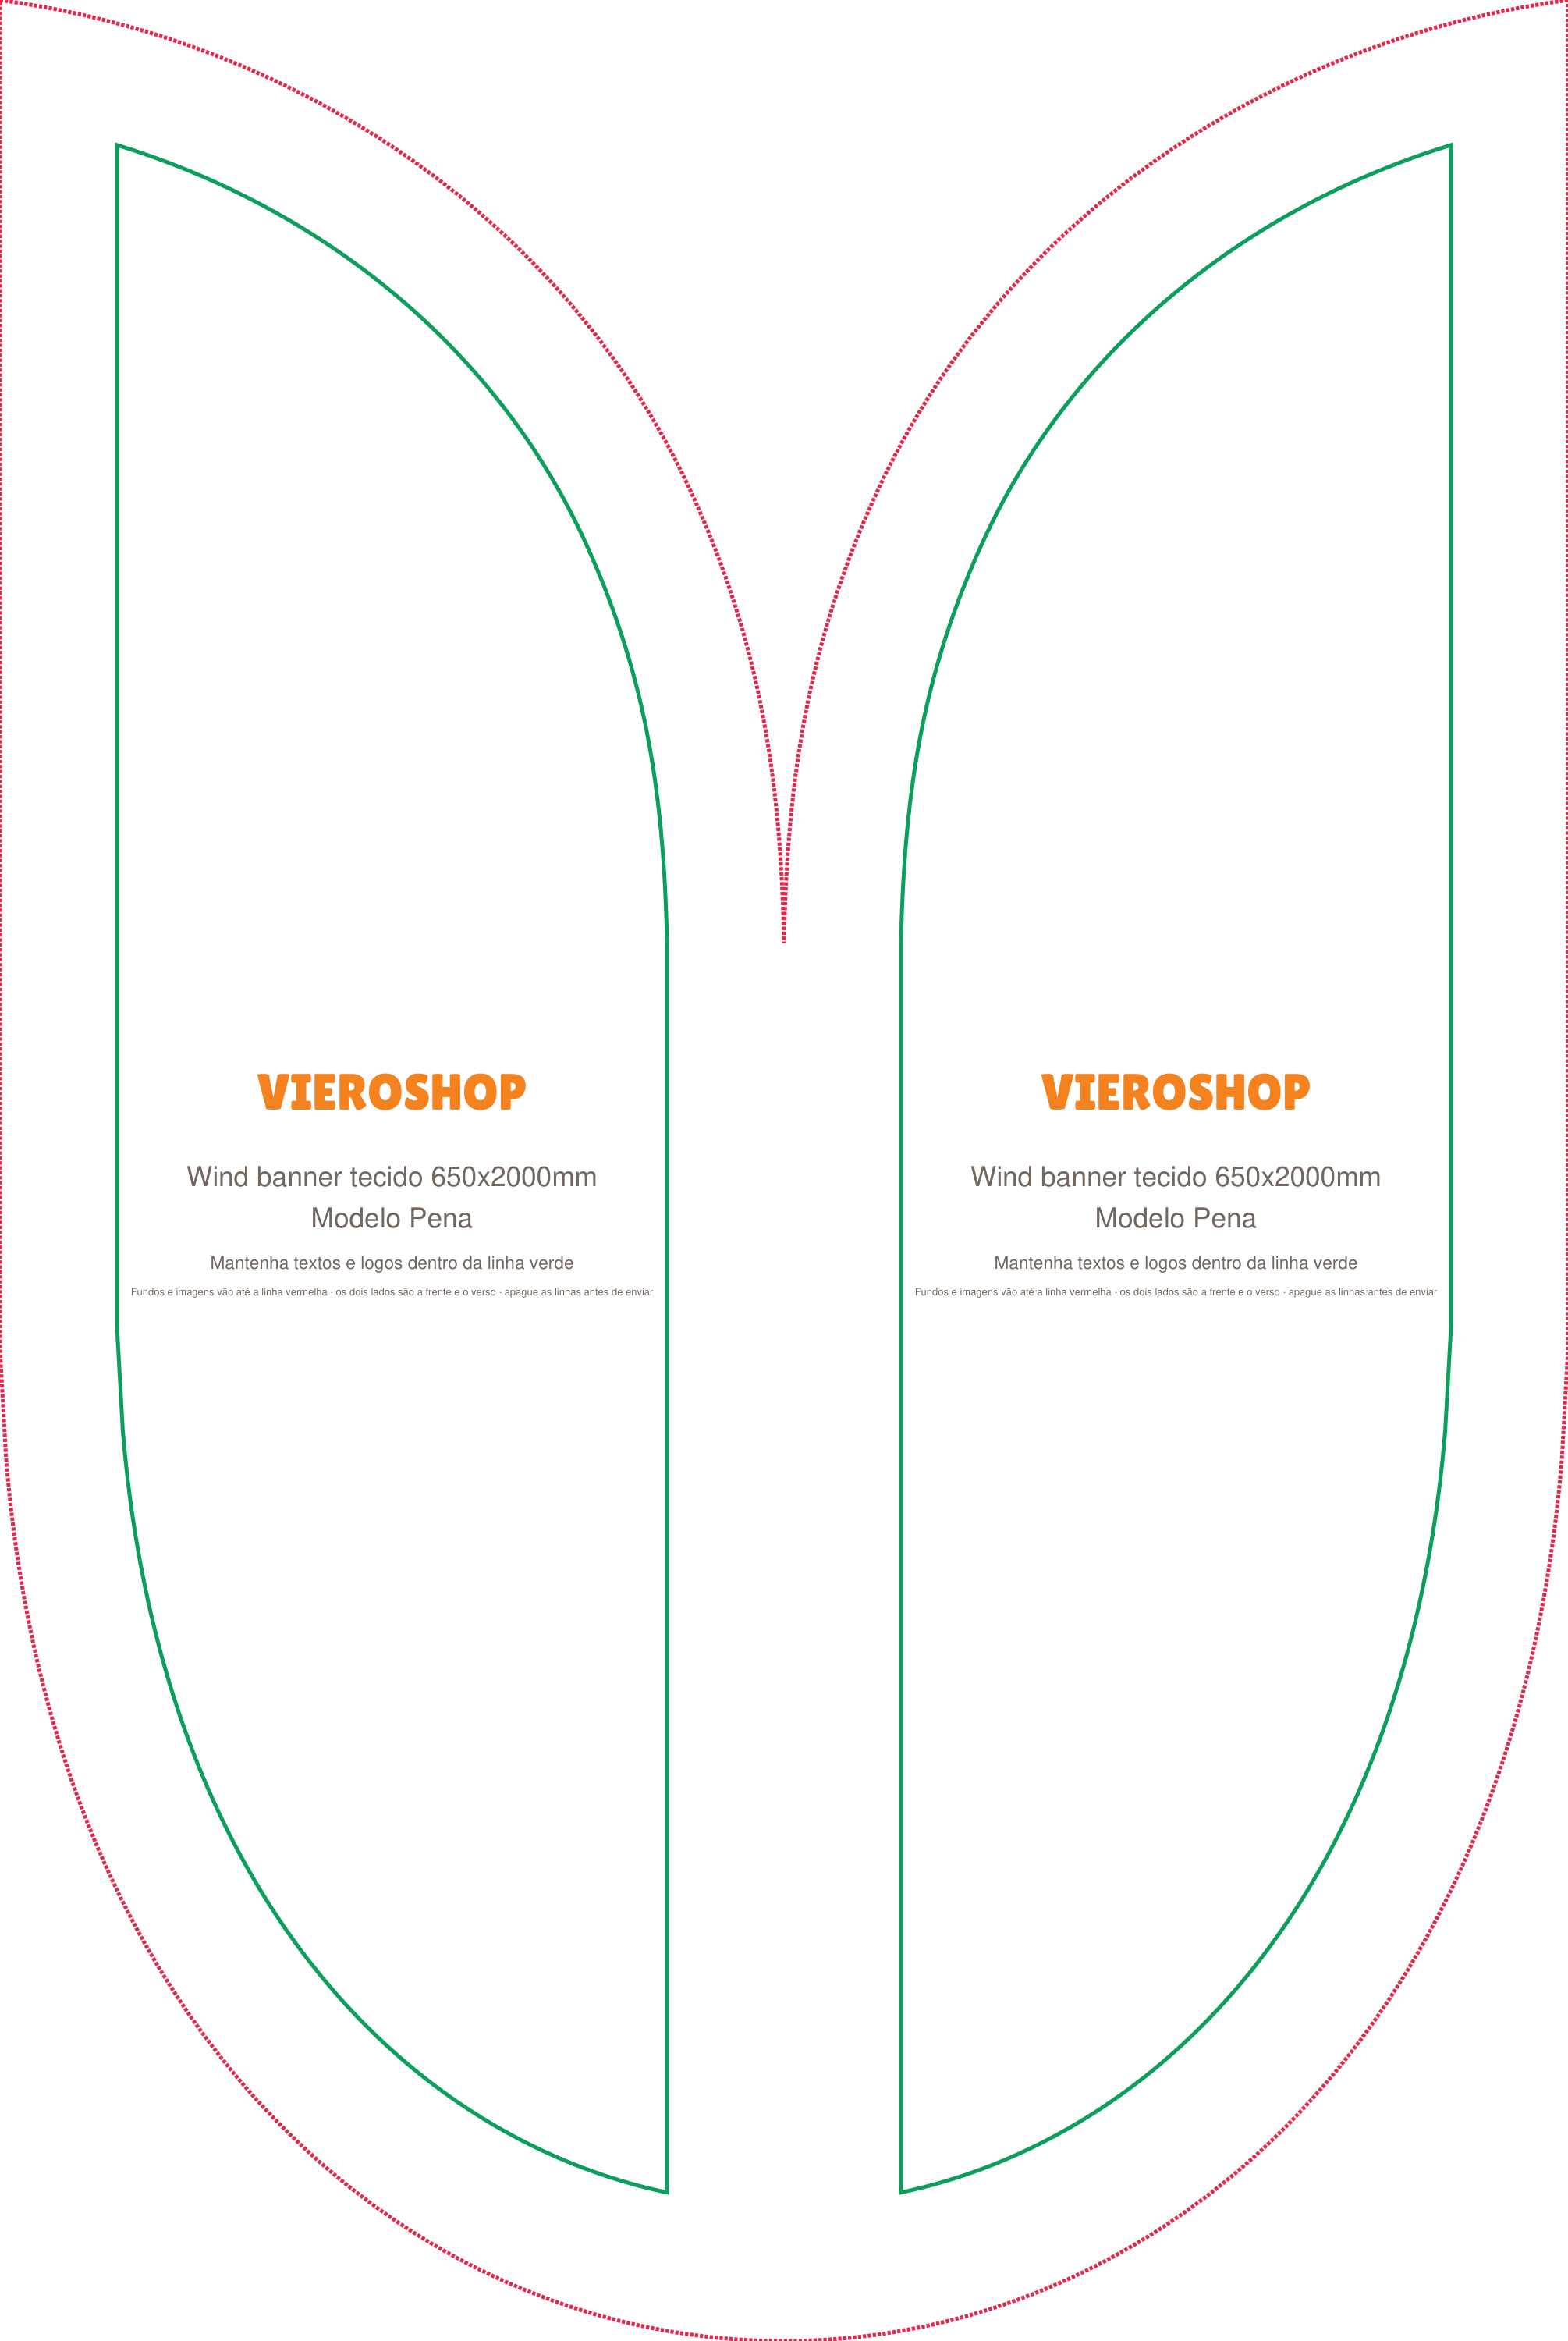 VIEROSHOP
Wind banner tecido 650x2000mm
Modelo Pena
Mantenha textos e logos dentro da linha verde
Fundos e imagens vão até a linha vermelha · os dois lados são a frente e o verso · apague as linhas antes de enviar
VIEROSHOP
Wind banner tecido 650x2000mm
Modelo Pena
Mantenha textos e logos dentro da linha verde
Fundos e imagens vão até a linha vermelha · os dois lados são a frente e o verso · apague as linhas antes de enviar